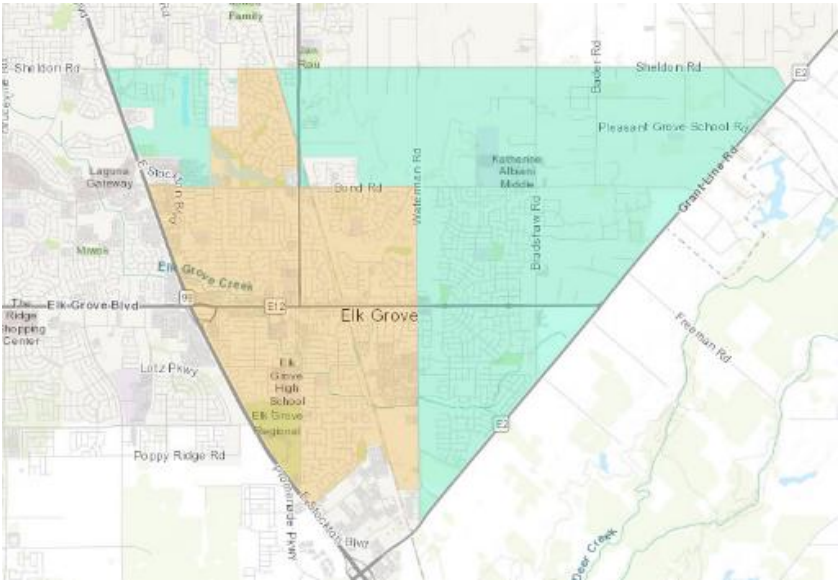 Family
Jan
Rau
Sheldon Rd
Bader Rd
Sheldon Rd
E2
Pleasant Grove School Rd
Laguna
Gateway
E Stockton Blvd
Bond Rd
Waterman Rd
Katherine
Albiani
Middle
Grant Line Rd
Bradshaw Rd
Miwok
Elk Grove Creek
99
The
Ridge
Shopping
Center
Elk Grove Blvd
E12
Elk Grove
Freeman Rd
Lotz Pkwy
Elk
Grove
High
School
Elk Grove
Regional
E2
Poppy Ridge Rd
Promenade Pkwy
E Stockton Blvd
Deer Creek